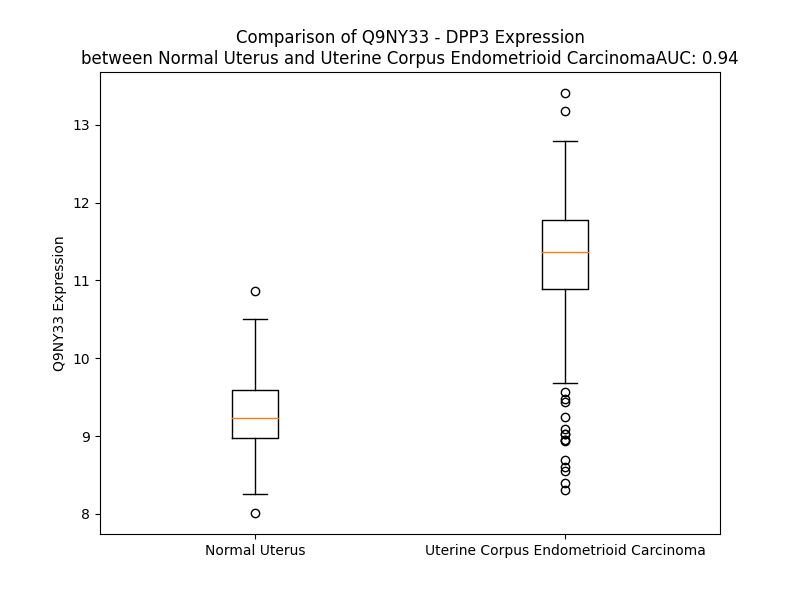 Comparison of Q9NY33 - DPP3 Expression
between Normal Uterus and Uterine Corpus Endometrioid CarcinomaAUC: 0.94
Q9NY33 Expression
13
12
11
10
9
8
Normal Uterus
Uterine Corpus Endometrioid Carcinoma